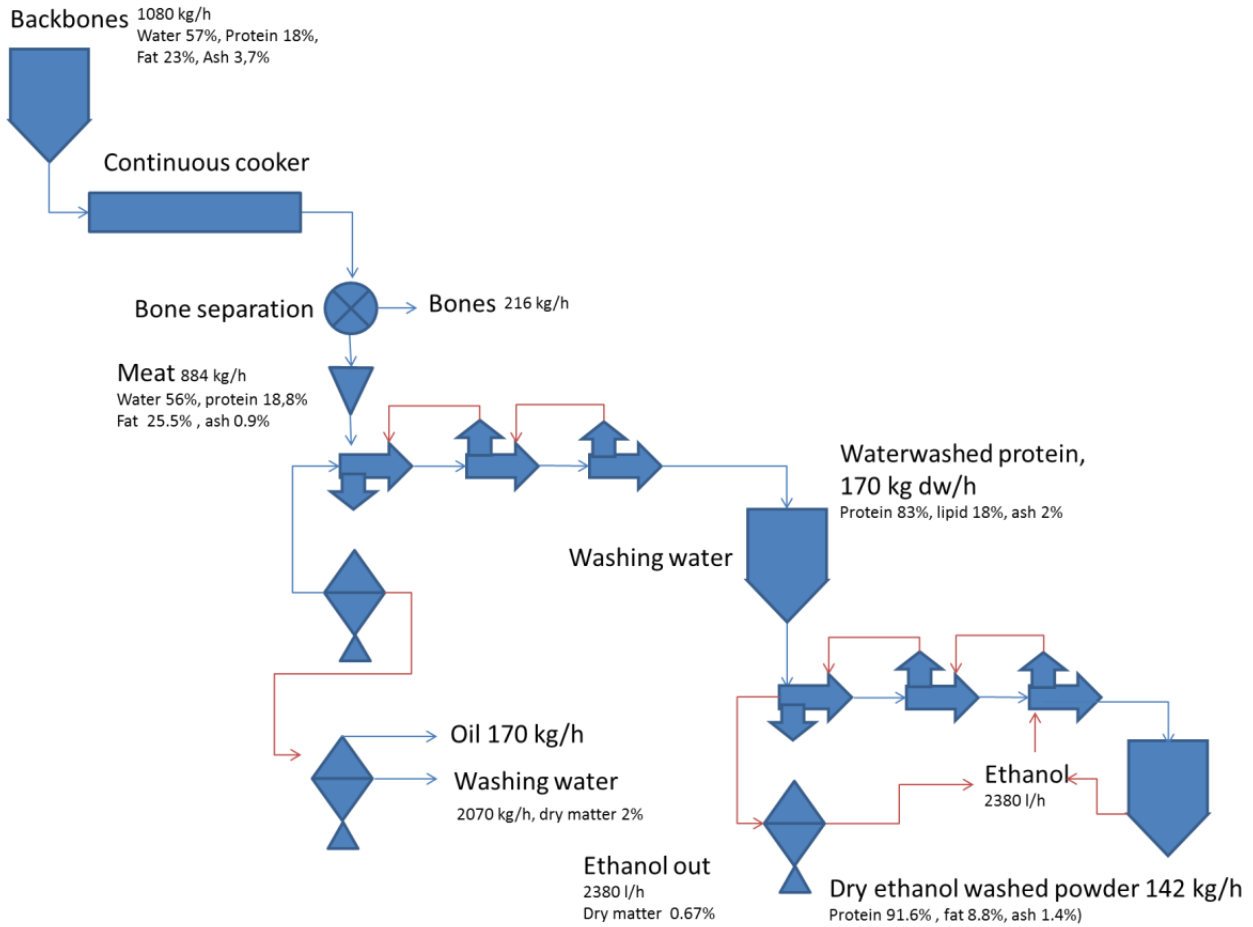 Backbones 1080 kg/h
Water 57%, Protein 18%,
Fat 23%, Ash 3,7%
Continuous cooker
Bone separation
Bones 216 kg/h
Meat 884 kg/h
Water 56%, protein 18,8%
Fat 25.5% , ash 0.9%
Waterwashed protein,
170 kg dw/h
Protein 83%, lipid 18%, ash 2%
Washing water
Oil 170 kg/h
Washing water
2070 kg/h, dry matter 2%
Ethanol
2380 l/h
Ethanol out
2380 l/h
Dry matter 0.67%
Dry ethanol washed powder 142 kg/h
Protein 91.6% , fat 8.8%, ash 1.4%)